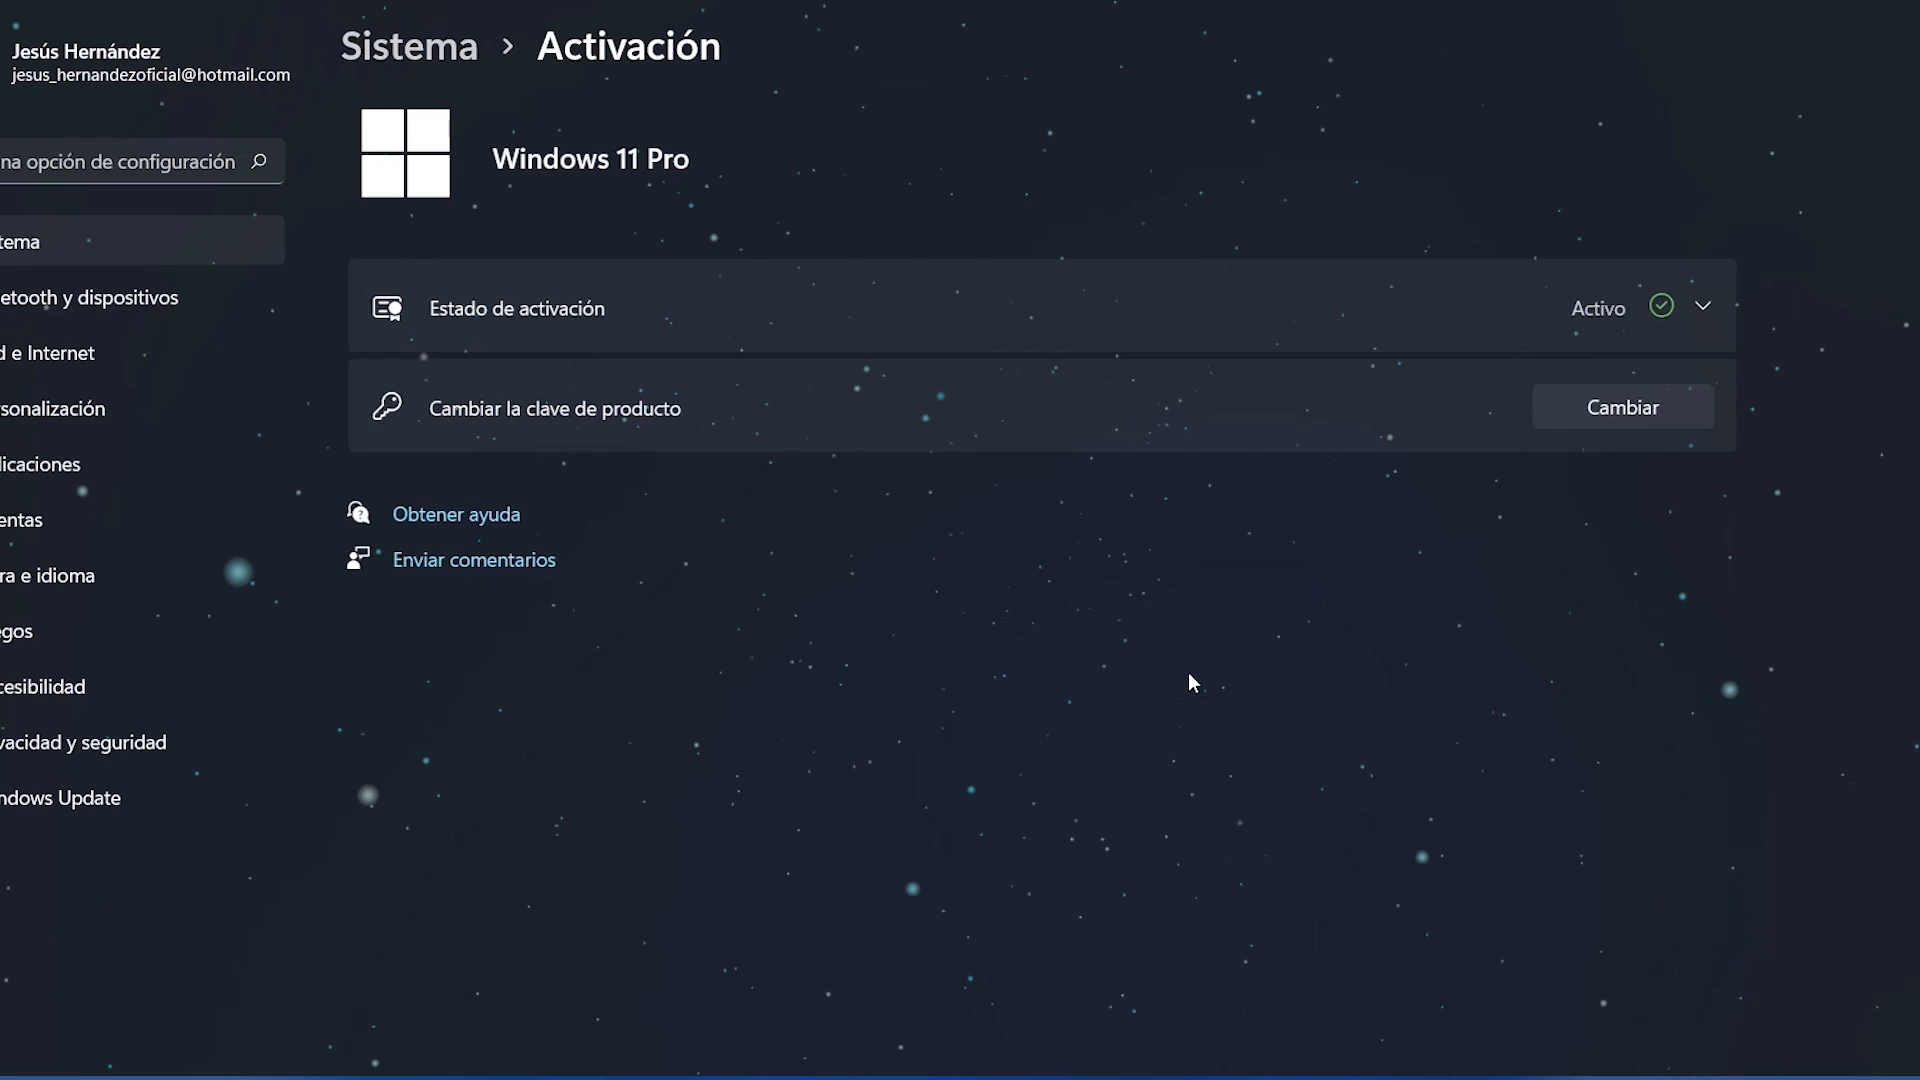 Jesús Hernández
jesus_hernandezoficial@hotmail.com
na opción de configuración
tema
etooth y dispositivos
d e Internet
sonalización
licaciones
entas
ra e idioma
egos
cesibilidad
vacidad y seguridad
ndows Update
Sistema > Activación
Windows 11 Pro
Estado de activación
Activo
Cambiar la clave de producto
Cambiar
Obtener ayuda
Enviar comentarios